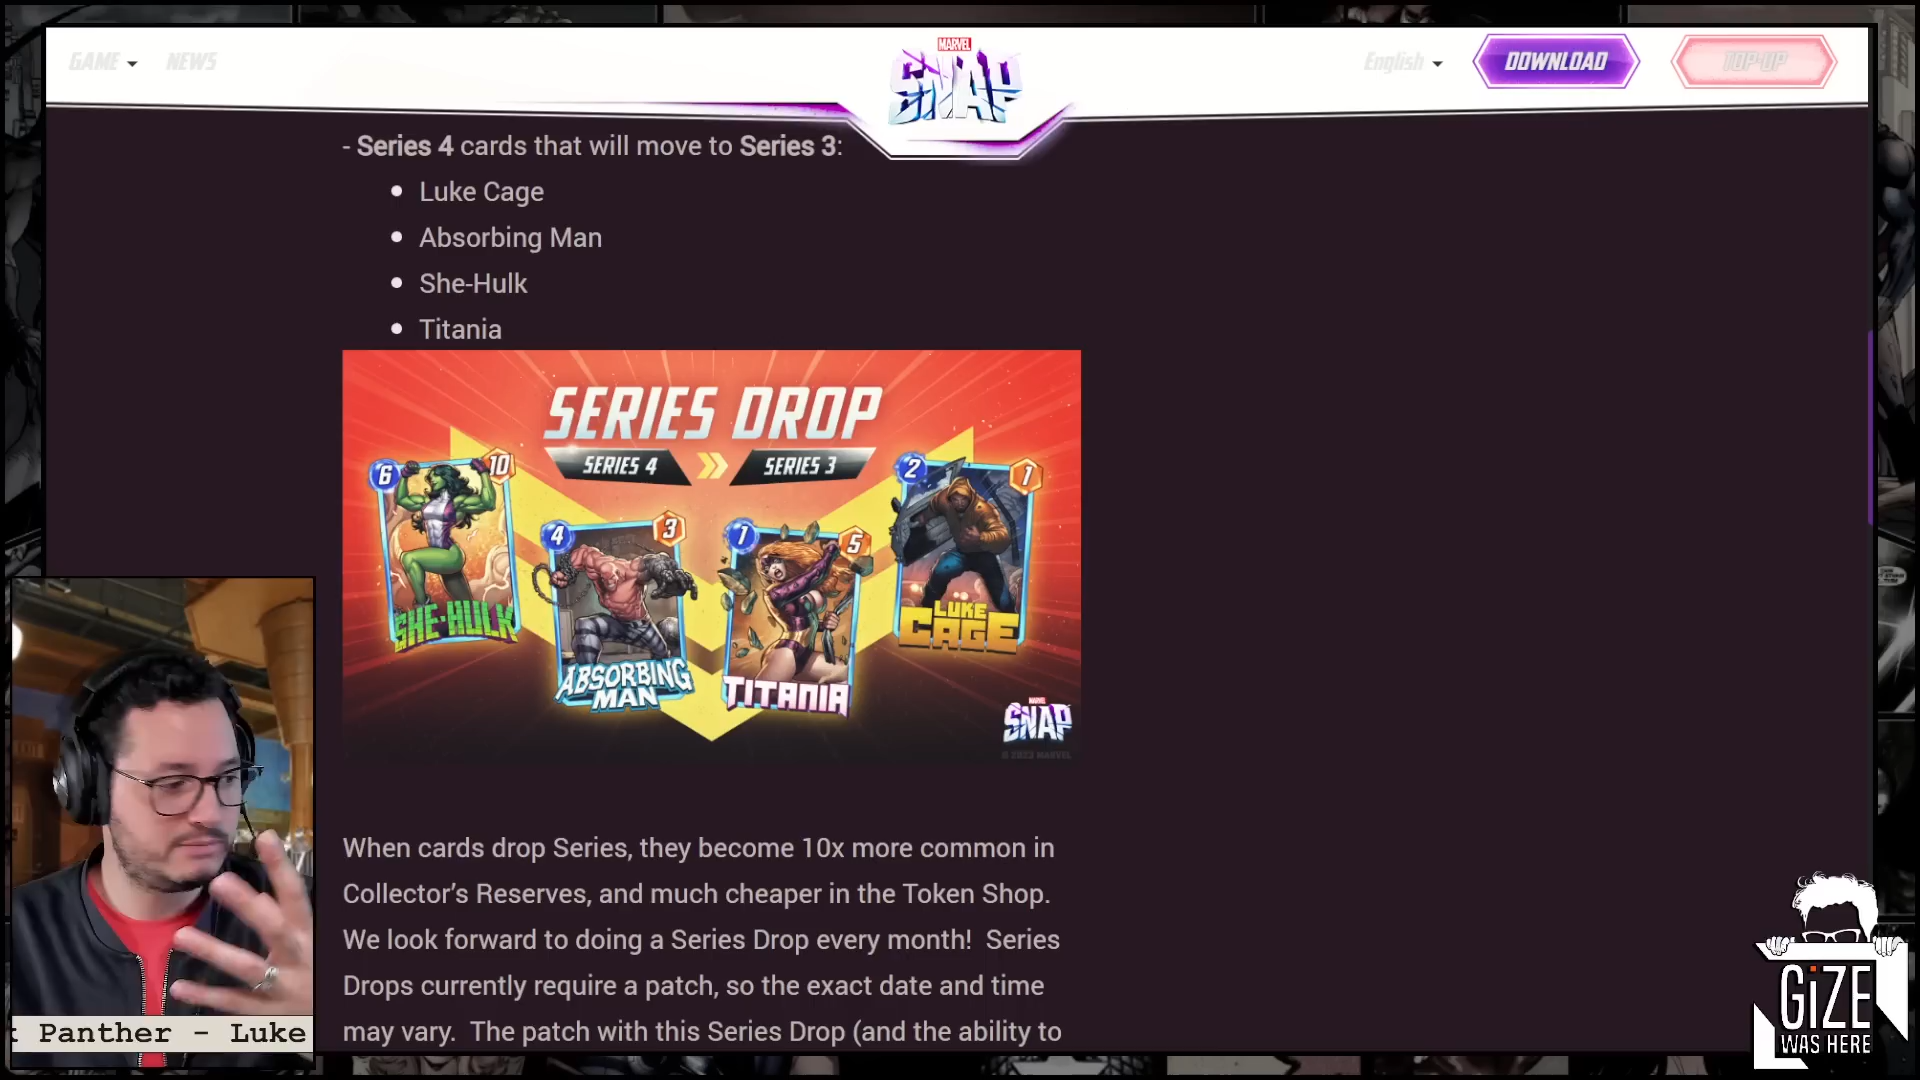 GAME
NEWS
MARVEL
SNAP
English
DOWNLOAD
TOP-UP
- Series 4 cards that will move to Series 3:
• Luke Cage
• Absorbing Man
• She-Hulk
• Titania
SERIES DROP
SERIES 4 SERIES 3
6 10
SHE-HULK
4 3
ABSORBING
MAN
1 5
TITANIA
2 1
LUKE
CAGE
MARVEL
SNAP
© 2023 MARVEL
When cards drop Series, they become 10x more common in
Collector’s Reserves, and much cheaper in the Token Shop.
We look forward to doing a Series Drop every month!  Series
Drops currently require a patch, so the exact date and time
may vary.  The patch with this Series Drop (and the ability to
EXIT
Panther - Luke
GiZE
WAS HERE